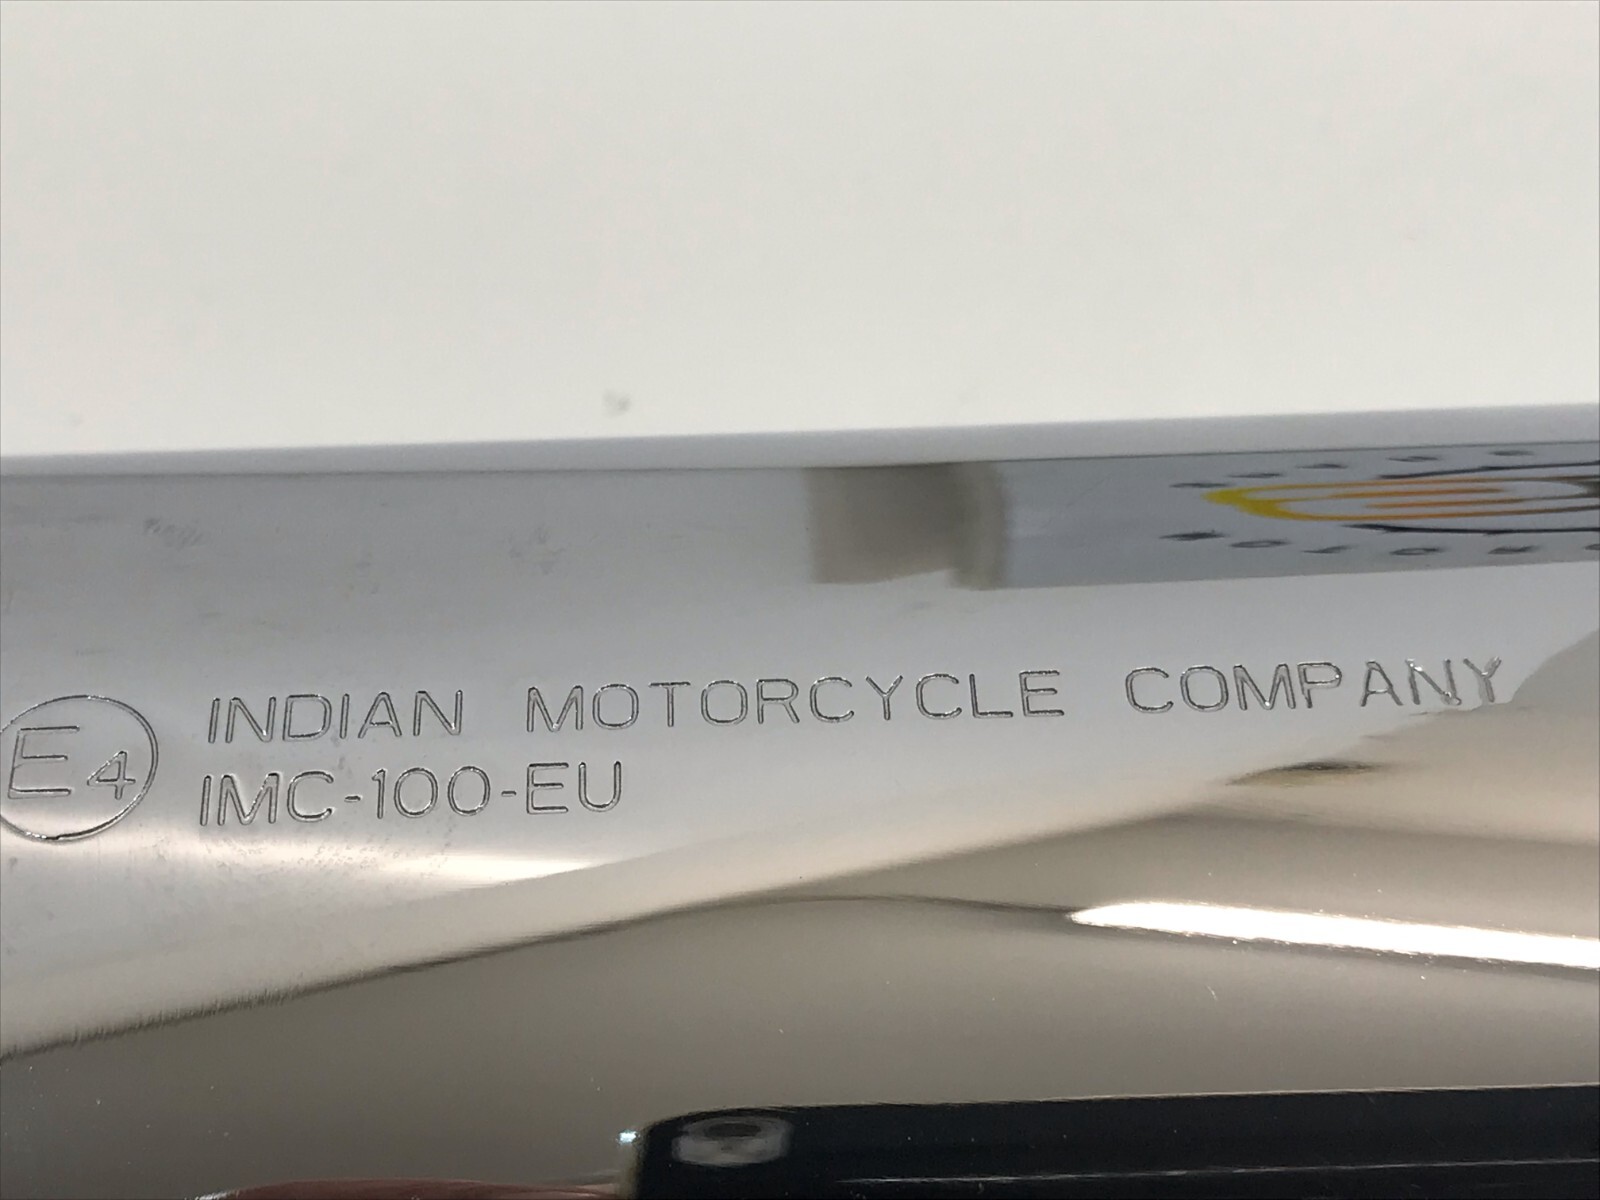 E4 INDIAN MOTORCYCLE COMPANY
IMC-100-EU